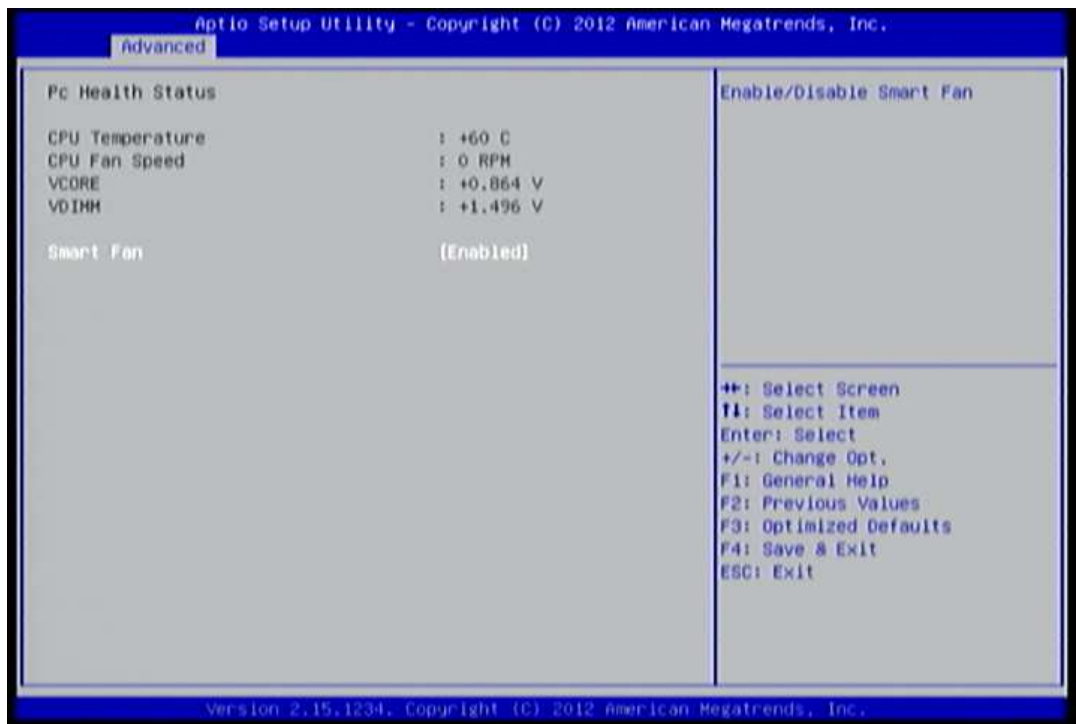 Aptio Setup Utility - Copyright (C) 2012 American Megatrends, Inc.
Advanced
Pc Health Status
CPU Temperature : +60 C
CPU Fan Speed : 0 RPM
VCORE : +0.864 V
VDIMM : +1.496 V
Smart Fan [Enabled]
Enable/Disable Smart Fan
→←: Select Screen
↑↓: Select Item
Enter: Select
+/-: Change Opt.
F1: General Help
F2: Previous Values
F3: Optimized Defaults
F4: Save & Exit
ESC: Exit
Version 2.15.1234. Copyright (C) 2012 American Megatrends, Inc.